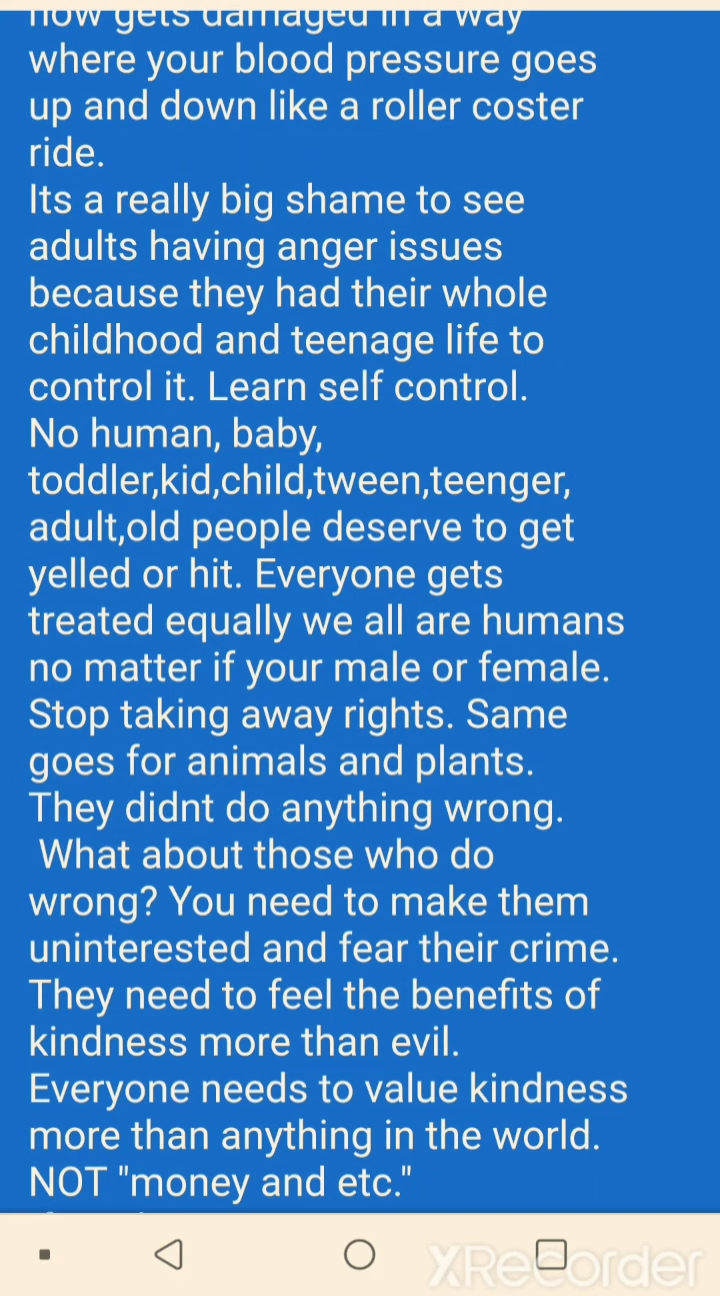 now gets damaged in a way
where your blood pressure goes
up and down like a roller coster
ride.
Its a really big shame to see
adults having anger issues
because they had their whole
childhood and teenage life to
control it. Learn self control.
No human, baby,
toddler,kid,child,tween,teenger,
adult,old people deserve to get
yelled or hit. Everyone gets
treated equally we all are humans
no matter if your male or female.
Stop taking away rights. Same
goes for animals and plants.
They didnt do anything wrong.
What about those who do
wrong? You need to make them
uninterested and fear their crime.
They need to feel the benefits of
kindness more than evil.
Everyone needs to value kindness
more than anything in the world.
NOT "money and etc."
XRecorder